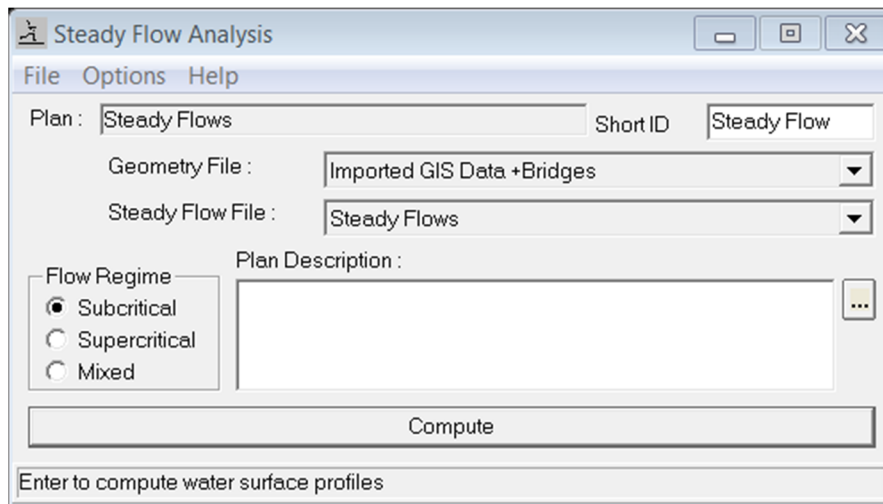 Steady Flow Analysis
File Options Help
Plan : Steady Flows Short ID Steady Flow
Geometry File : Imported GIS Data +Bridges
Steady Flow File : Steady Flows
Plan Description :
Flow Regime
Subcritical
Supercritical
Mixed
...
Compute
Enter to compute water surface profiles